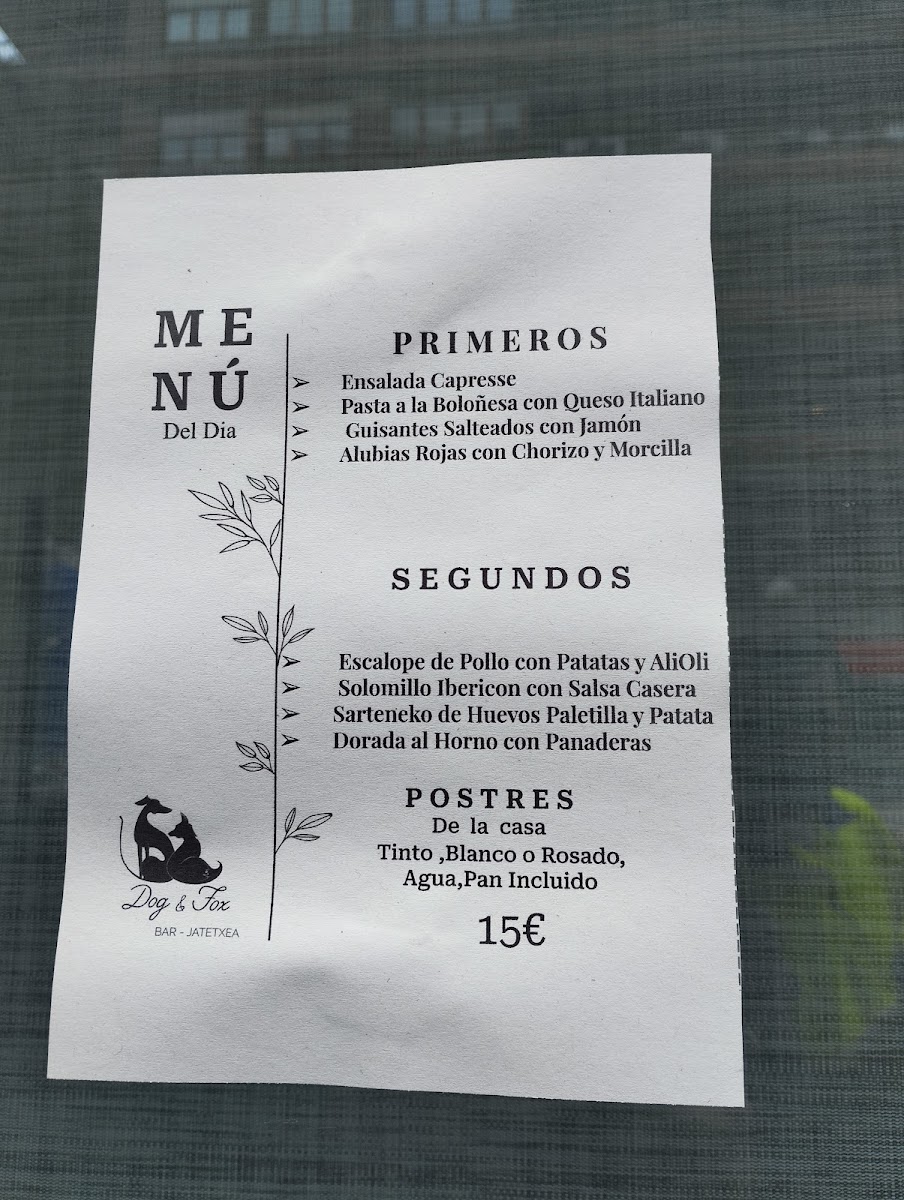 ME
NÚ
Del Dia
PRIMEROS
Ensalada Capresse
Pasta a la Boloñesa con Queso Italiano
Guisantes Salteados con Jamón
Alubias Rojas con Chorizo y Morcilla
SEGUNDOS
Escalope de Pollo con Patatas y AliOli
Solomillo Ibericon con Salsa Casera
Sarteneko de Huevos Paletilla y Patata
Dorada al Horno con Panaderas
POSTRES
De la casa
Tinto ,Blanco o Rosado,
Agua,Pan Incluido
15€
Dog & Fox
BAR - JATETXEA